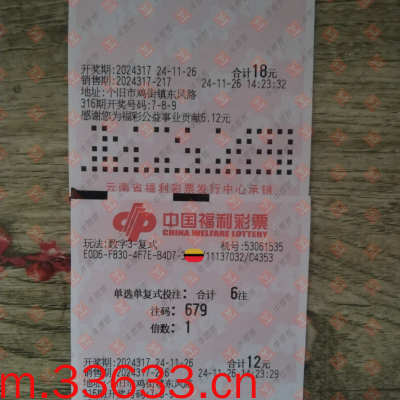 开奖期:2024317 24-11-26 合计18元
销售期:2024317-217 24-11-26 14:23:32
地址:个旧市鸡街镇东风路
316期开奖号码:7-8-9
感谢您为福彩公益事业贡献6.12元
云南省福利彩票发行中心承销
中国福利彩票
CHINA WELFARE LOTTERY
玩法:数字3-复式 机号:53061535
E0D5-FB30-4F7E-B4D7- /11137032/C4353
单选单复式投注: 合计 6注
注码: 679
倍数: 1
开奖期:2024317 24-11-26 合计12元
销售期:2024317-216 24-11-26 14:23:29
m.33633.cn